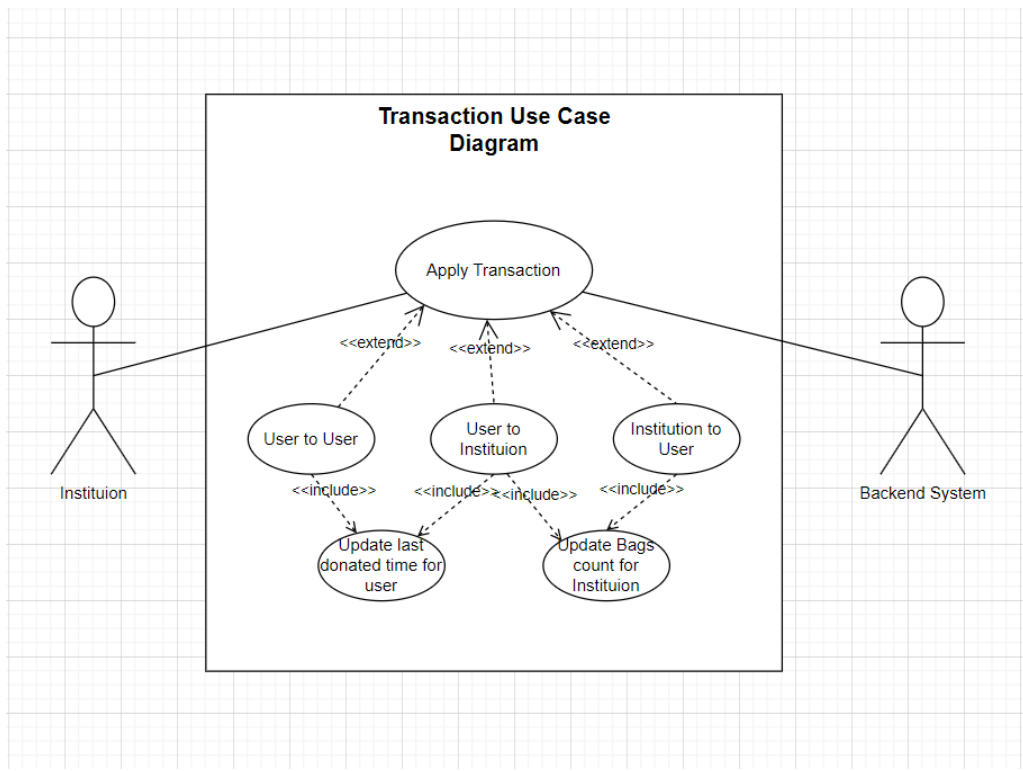 Transaction Use Case
Diagram
Apply Transaction
<<extend>>
<<extend>>
<<extend>>
User to User
User to
Instituion
Institution to
User
<<include>>
<<include>>
<<include>>
<<include>>
Instituion
Backend System
Update last
donated time for
user
Update Bags
count for
Instituion